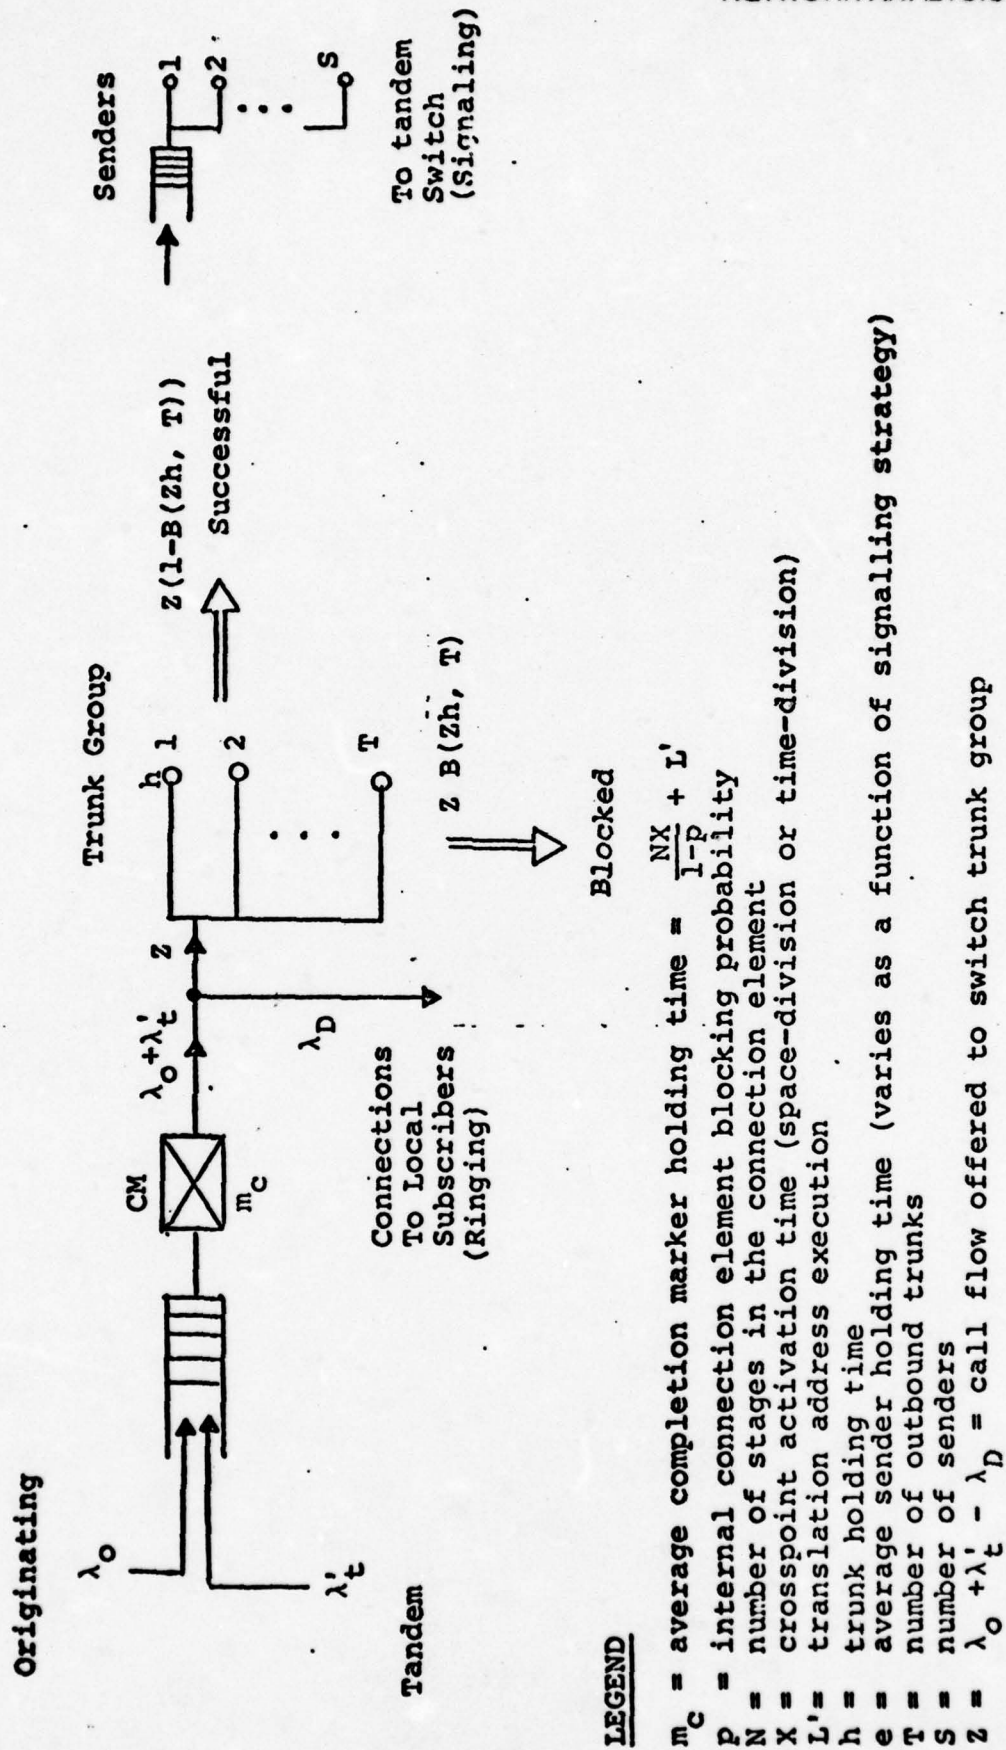 Originating
λo
λ't
Tandem
CM
mc
λo+λ't
Z
λD
Connections
To Local
Subscribers
(Ringing)
Trunk Group
h
1
2
T
Z B(Zh, T)
Blocked
Z(1-B(Zh, T))
Successful
Senders
1
2
S
To tandem
Switch
(Signaling)
LEGEND
mc = average completion marker holding time = NX/1-p + L'
p = internal connection element blocking probability
N = number of stages in the connection element
X = crosspoint activation time (space-division or time-division)
L'= translation address execution
h = trunk holding time
e = average sender holding time (varies as a function of signalling strategy)
T = number of outbound trunks
S = number of senders
Z = λo +λ't - λD = call flow offered to switch trunk group